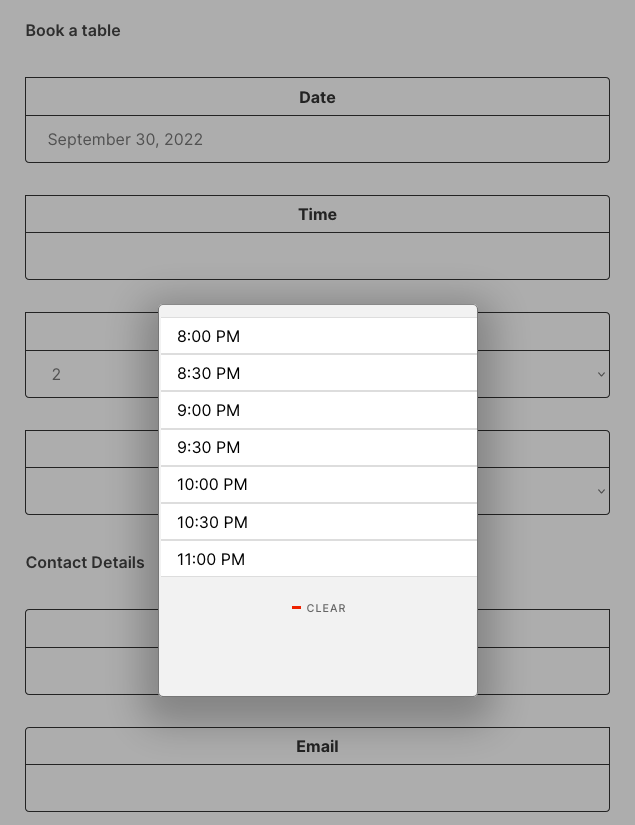 Book a table
Date
September 30, 2022
Time
8:00 PM
2
8:30 PM
9:00 PM
9:30 PM
10:00 PM
10:30 PM
11:00 PM
Contact Details
CLEAR
Email